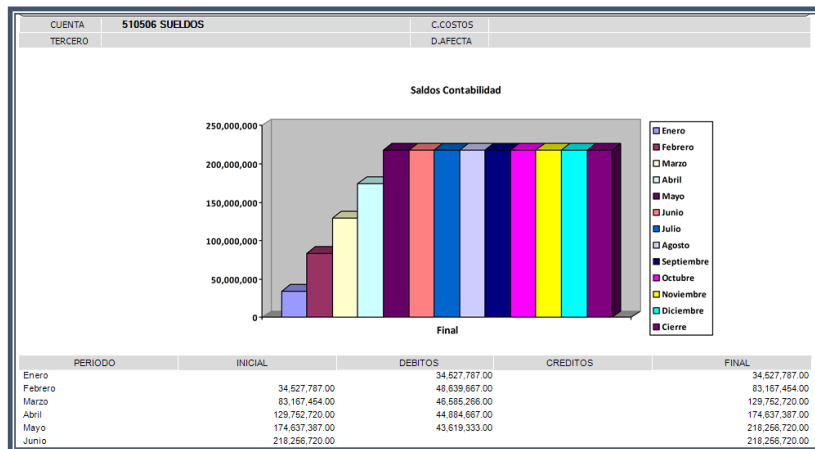 CUENTA 510506 SUELDOS C.COSTOS
TERCERO D.AFECTA
Saldos Contabilidad
250,000,000
200,000,000
150,000,000
100,000,000
50,000,000
0
Final
Enero
Febrero
Marzo
Abril
Mayo
Junio
Julio
Agosto
Septiembre
Octubre
Noviembre
Diciembre
Cierre
PERIODO INICIAL DEBITOS CREDITOS FINAL
Enero 34,527,787.00 34,527,787.00
Febrero 34,527,787.00 48,639,667.00 83,167,454.00
Marzo 83,167,454.00 46,585,266.00 129,752,720.00
Abril 129,752,720.00 44,884,667.00 174,637,387.00
Mayo 174,637,387.00 43,619,333.00 218,256,720.00
Junio 218,256,720.00 218,256,720.00